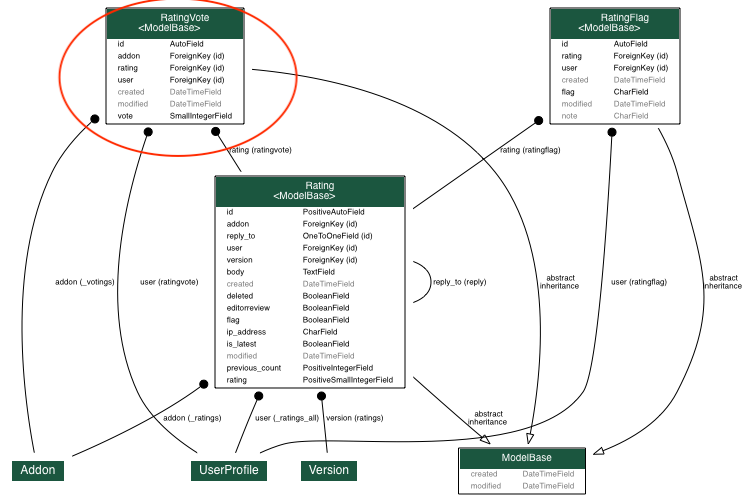 RatingVote
<ModelBase>
id AutoField
addon ForeignKey (id)
rating ForeignKey (id)
user ForeignKey (id)
created DateTimeField
modified DateTimeField
vote SmallIntegerField
RatingFlag
<ModelBase>
id AutoField
rating ForeignKey (id)
user ForeignKey (id)
created DateTimeField
flag CharField
modified DateTimeField
note CharField
rating (ratingvote)
rating (ratingflag)
Rating
<ModelBase>
id PositiveAutoField
addon ForeignKey (id)
reply_to OneToOneField (id)
user ForeignKey (id)
version ForeignKey (id)
body TextField
created DateTimeField
deleted BooleanField
editorreview BooleanField
flag BooleanField
ip_address CharField
is_latest BooleanField
modified DateTimeField
previous_count PositiveIntegerField
rating PositiveSmallIntegerField
addon (_votings)
user (ratingvote)
reply_to (reply)
abstract
inheritance
user (ratingflag)
abstract
inheritance
addon (_ratings)
user (_ratings_all)
version (ratings)
abstract
inheritance
Addon
UserProfile
Version
ModelBase
created DateTimeField
modified DateTimeField